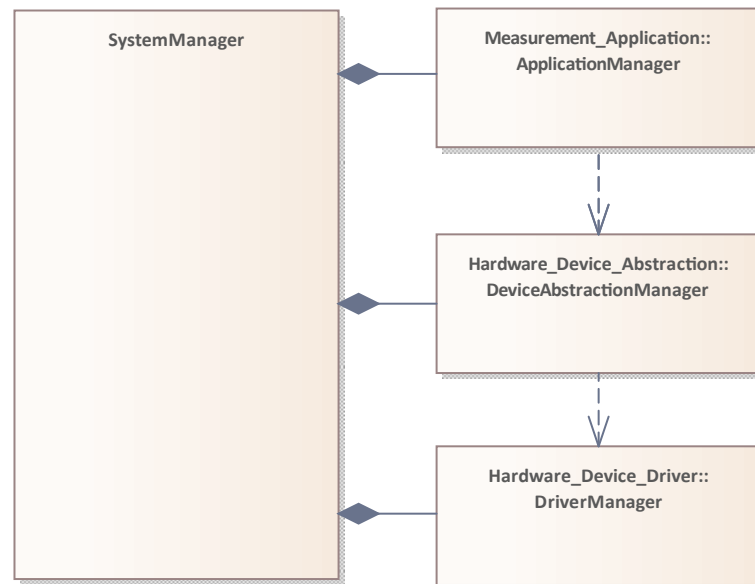 SystemManager
Measurement_Application::
ApplicationManager
Hardware_Device_Abstraction::
DeviceAbstractionManager
Hardware_Device_Driver::
DriverManager